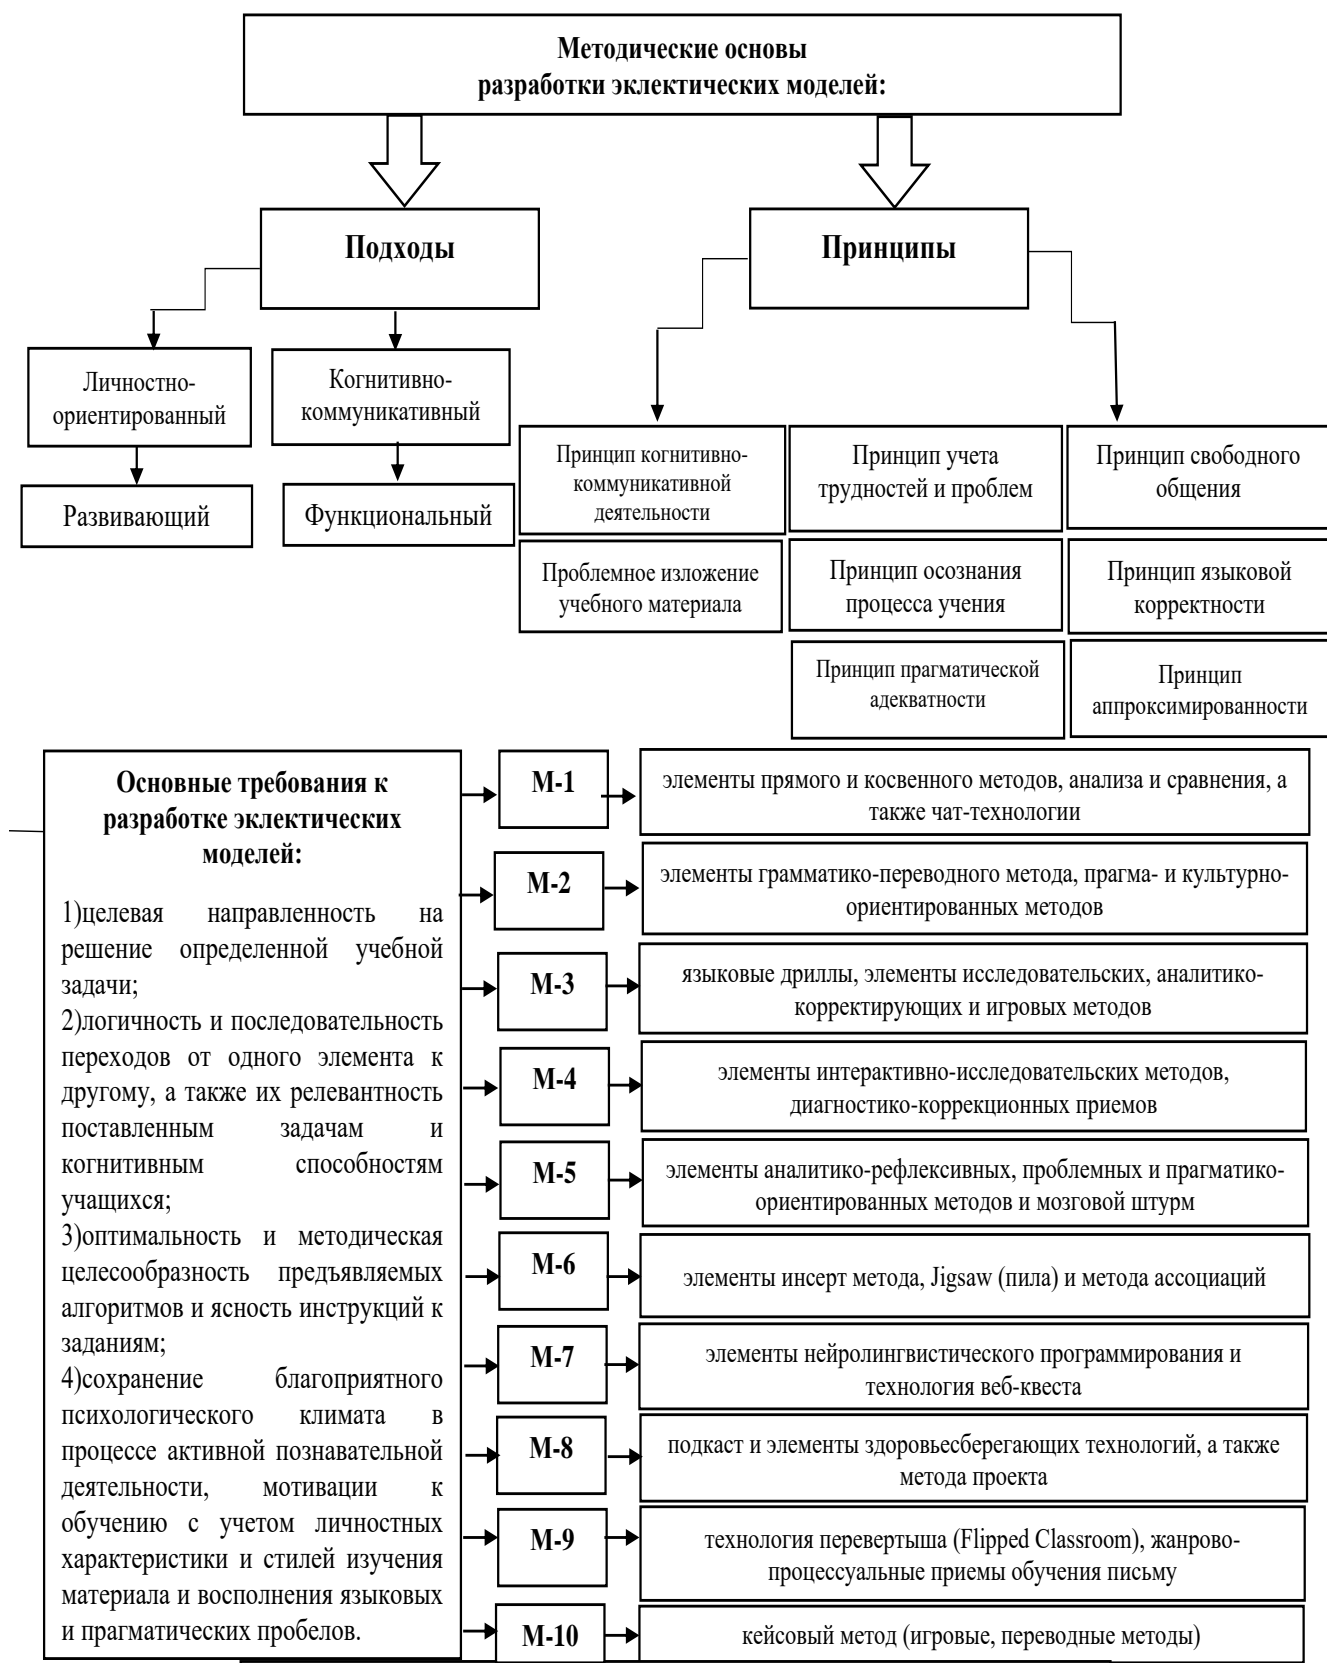 Методические основы
разработки эклектических моделей:
Подходы
Принципы
Личностно-
ориентированный
Когнитивно-
коммуникативный
Развивающий
Функциональный
Принцип когнитивно-
коммуникативной
деятельности
Принцип учета
трудностей и проблем
Принцип свободного
общения
Проблемное изложение
учебного материала
Принцип осознания
процесса учения
Принцип языковой
корректности
Принцип прагматической
адекватности
Принцип
аппроксимированности
Основные требования к
разработке эклектических
моделей:
1)целевая направленность на
решение определенной учебной
задачи;
2)логичность и последовательность
переходов от одного элемента к
другому, а также их релевантность
поставленным задачам и
когнитивным способностям
учащихся;
3)оптимальность и методическая
целесообразность предъявляемых
алгоритмов и ясность инструкций к
заданиям;
4)сохранение благоприятного
психологического климата в
процессе активной познавательной
деятельности, мотивации к
обучению с учетом личностных
характеристики и стилей изучения
материала и восполнения языковых
и прагматических пробелов.
М-1
элементы прямого и косвенного методов, анализа и сравнения, а
также чат-технологии
М-2
элементы грамматико-переводного метода, прагма- и культурно-
ориентированных методов
М-3
языковые дриллы, элементы исследовательских, аналитико-
корректирующих и игровых методов
М-4
элементы интерактивно-исследовательских методов,
диагностико-коррекционных приемов
М-5
элементы аналитико-рефлексивных, проблемных и прагматико-
ориентированных методов и мозговой штурм
М-6
элементы инсерт метода, Jigsaw (пила) и метода ассоциаций
М-7
элементы нейролингвистического программирования и
технология веб-квеста
М-8
подкаст и элементы здоровьесберегающих технологий, а также
метода проекта
М-9
технология перевертыша (Flipped Classroom), жанрово-
процессуальные приемы обучения письму
М-10
кейсовый метод (игровые, переводные методы)